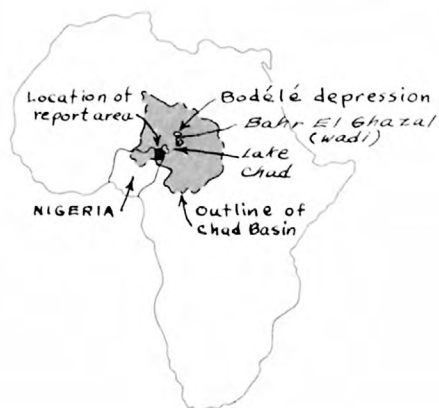 Location of
report area
Bodélé depression
Bahr El Ghazal
(wadi)
Lake
Chad
NIGERIA
Outline of
Chad Basin